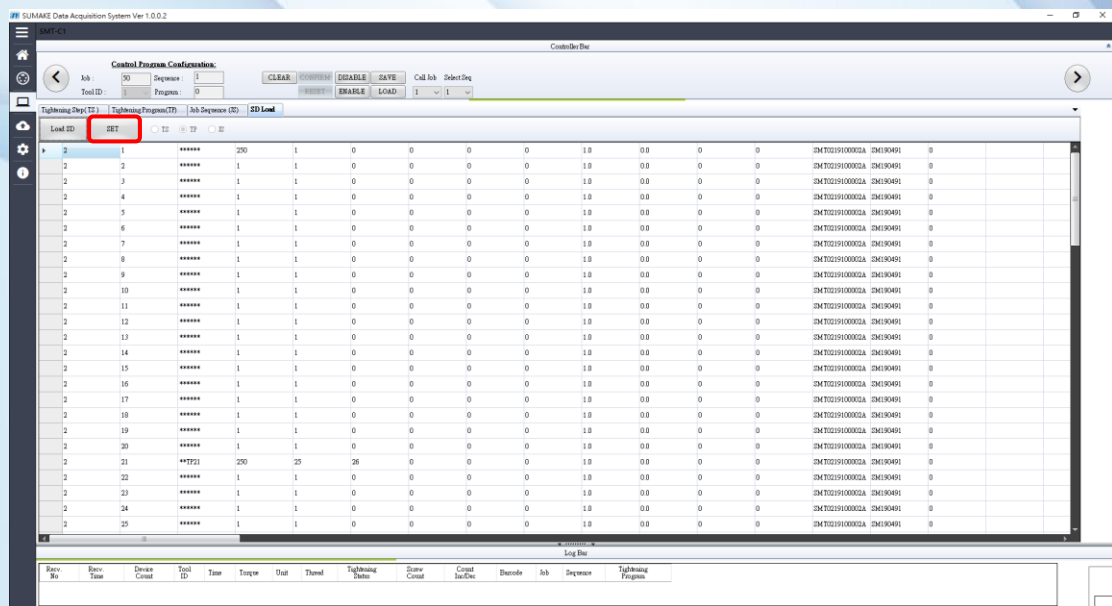 SUMAKE Data Acquisition System Ver 1.0.0.2
SMT-C1
Controller Bar
Control Program Configuration:
Job : 50 Sequence : 1 CLEAR CONFIRM DISABLE SAVE Call Job Select Seq
Tool ID : 1 Program : 0 RESET ENABLE LOAD 1 1
Tightening Step( TS ) Tightening Program(TP) Job Sequence (JS) SD Load
Load SD SET TS TP JS
2 1 ****** 250 1 0 0 0 0 1.0 0.0 0 0 SMT0219100002A SM190491 0
2 2 ****** 1 1 0 0 0 0 1.0 0.0 0 0 SMT0219100002A SM190491 0
2 3 ****** 1 1 0 0 0 0 1.0 0.0 0 0 SMT0219100002A SM190491 0
2 4 ****** 1 1 0 0 0 0 1.0 0.0 0 0 SMT0219100002A SM190491 0
2 5 ****** 1 1 0 0 0 0 1.0 0.0 0 0 SMT0219100002A SM190491 0
2 6 ****** 1 1 0 0 0 0 1.0 0.0 0 0 SMT0219100002A SM190491 0
2 7 ****** 1 1 0 0 0 0 1.0 0.0 0 0 SMT0219100002A SM190491 0
2 8 ****** 1 1 0 0 0 0 1.0 0.0 0 0 SMT0219100002A SM190491 0
2 9 ****** 1 1 0 0 0 0 1.0 0.0 0 0 SMT0219100002A SM190491 0
2 10 ****** 1 1 0 0 0 0 1.0 0.0 0 0 SMT0219100002A SM190491 0
2 11 ****** 1 1 0 0 0 0 1.0 0.0 0 0 SMT0219100002A SM190491 0
2 12 ****** 1 1 0 0 0 0 1.0 0.0 0 0 SMT0219100002A SM190491 0
2 13 ****** 1 1 0 0 0 0 1.0 0.0 0 0 SMT0219100002A SM190491 0
2 14 ****** 1 1 0 0 0 0 1.0 0.0 0 0 SMT0219100002A SM190491 0
2 15 ****** 1 1 0 0 0 0 1.0 0.0 0 0 SMT0219100002A SM190491 0
2 16 ****** 1 1 0 0 0 0 1.0 0.0 0 0 SMT0219100002A SM190491 0
2 17 ****** 1 1 0 0 0 0 1.0 0.0 0 0 SMT0219100002A SM190491 0
2 18 ****** 1 1 0 0 0 0 1.0 0.0 0 0 SMT0219100002A SM190491 0
2 19 ****** 1 1 0 0 0 0 1.0 0.0 0 0 SMT0219100002A SM190491 0
2 20 ****** 1 1 0 0 0 0 1.0 0.0 0 0 SMT0219100002A SM190491 0
2 21 **TP21 250 25 26 0 0 0 1.0 0.0 0 0 SMT0219100002A SM190491 0
2 22 ****** 1 1 0 0 0 0 1.0 0.0 0 0 SMT0219100002A SM190491 0
2 23 ****** 1 1 0 0 0 0 1.0 0.0 0 0 SMT0219100002A SM190491 0
2 24 ****** 1 1 0 0 0 0 1.0 0.0 0 0 SMT0219100002A SM190491 0
2 25 ****** 1 1 0 0 0 0 1.0 0.0 0 0 SMT0219100002A SM190491 0
Log Bar
Recv. No Recv. Time Device Count Tool ID Time Torque Unit Thread Tightening Status Screw Count Count Inc/Dec Barcode Job Sequence Tightening Program